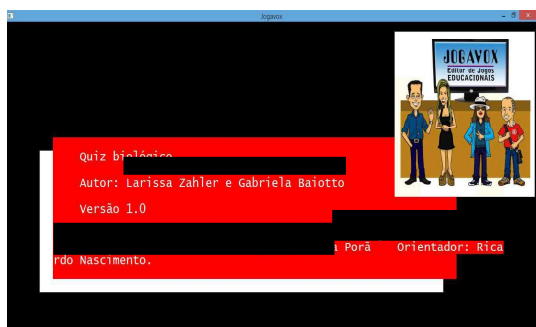 Jogavox
JOGAVOX
Editor de Jogos
EDUCACIONAIS
Quiz biológico
Autor: Larissa Zahler e Gabriela Baiotto
Versão 1.0
Porã Orientador: Rica
rdo Nascimento.